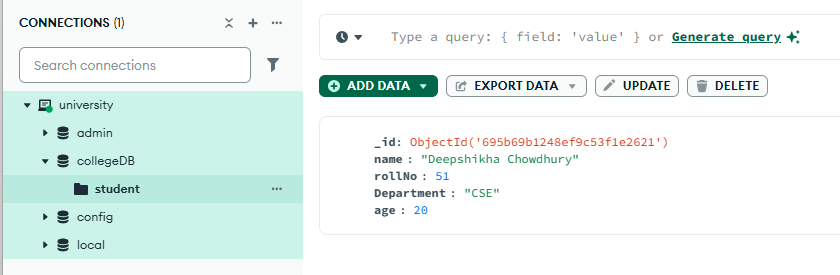 CONNECTIONS (1)
Search connections
university
admin
collegeDB
student
config
local
Type a query: { field: 'value' } or Generate query
ADD DATA
EXPORT DATA
UPDATE
DELETE
_id: ObjectId('695b69b1248ef9c53f1e2621')
name : "Deepshikha Chowdhury"
rollNo : 51
Department : "CSE"
age : 20